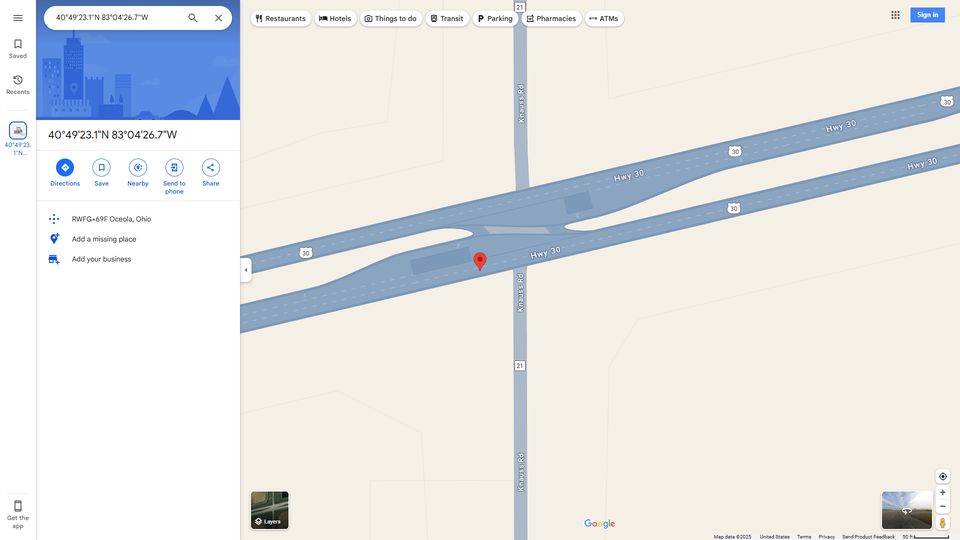 40°49'23.1"N 83°04'26.7"W
Restaurants
Hotels
Things to do
Transit
Parking
Pharmacies
ATMs
Sign in
Saved
Recents
40°49'23.
1"N...
40°49'23.1"N 83°04'26.7"W
Directions
Save
Nearby
Send to
phone
Share
RWFG+69F Oceola, Ohio
Add a missing place
Add your business
Get the
app
21
Knauss Rd
30
Hwy 30
30
Hwy 30
Hwy 30
30
30
Hwy 30
Knauss Rd
21
Knauss Rd
Layers
Google
Map data ©2025
United States
Terms
Privacy
Send Product Feedback
50 ft